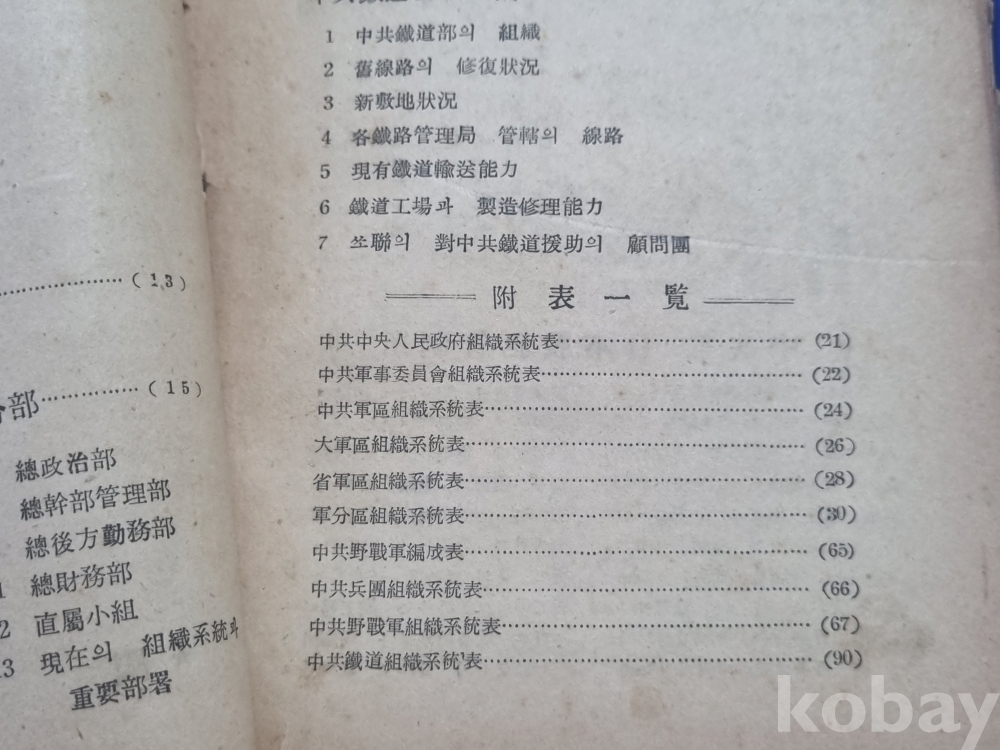 ……………………(13)
部……………(15)
總政治部
總幹部管理部
總後方勤務部
1 總財務部
2 直屬小組
13 現在의 組織系統과
重要部署
1 中共鐵道部의 組織
2 舊線路의 修復狀況
3 新敷地狀況
4 各鐵路管理局 管轄의 線路
5 現有鐵道輸送能力
6 鐵道工場과 製造修理能力
7 쏘聯의 對中共鐵道援助의 顧問團
附表一覧
中共中央人民政府組織系統表……………………(21)
中共軍事委員會組織系統表……………………(22)
中共軍區組織系統表……………………(24)
大軍區組織系統表……………………(26)
省軍區組織系統表……………………(28)
軍分區組織系統表……………………(30)
中共野戰軍編成表……………………(65)
中共兵團組織系統表……………………(66)
中共野戰軍組織系統表……………………(67)
中共鐵道組織系統表……………………(90)
kobay